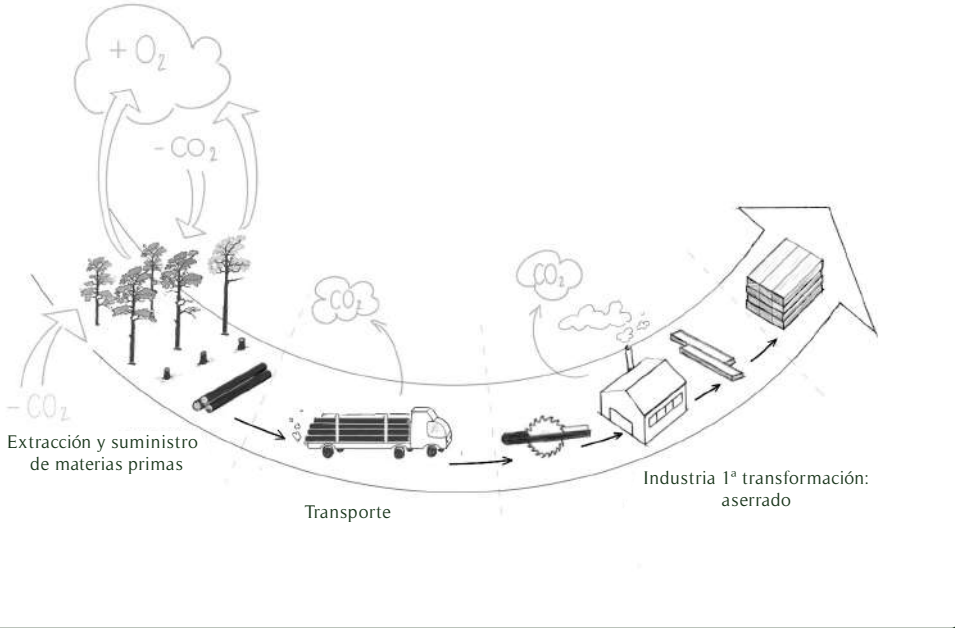 + O₂
- CO₂
CO₂
CO₂
- CO₂
Extracción y suministro
de materias primas
Transporte
Industria 1ª transformación:
aserrado